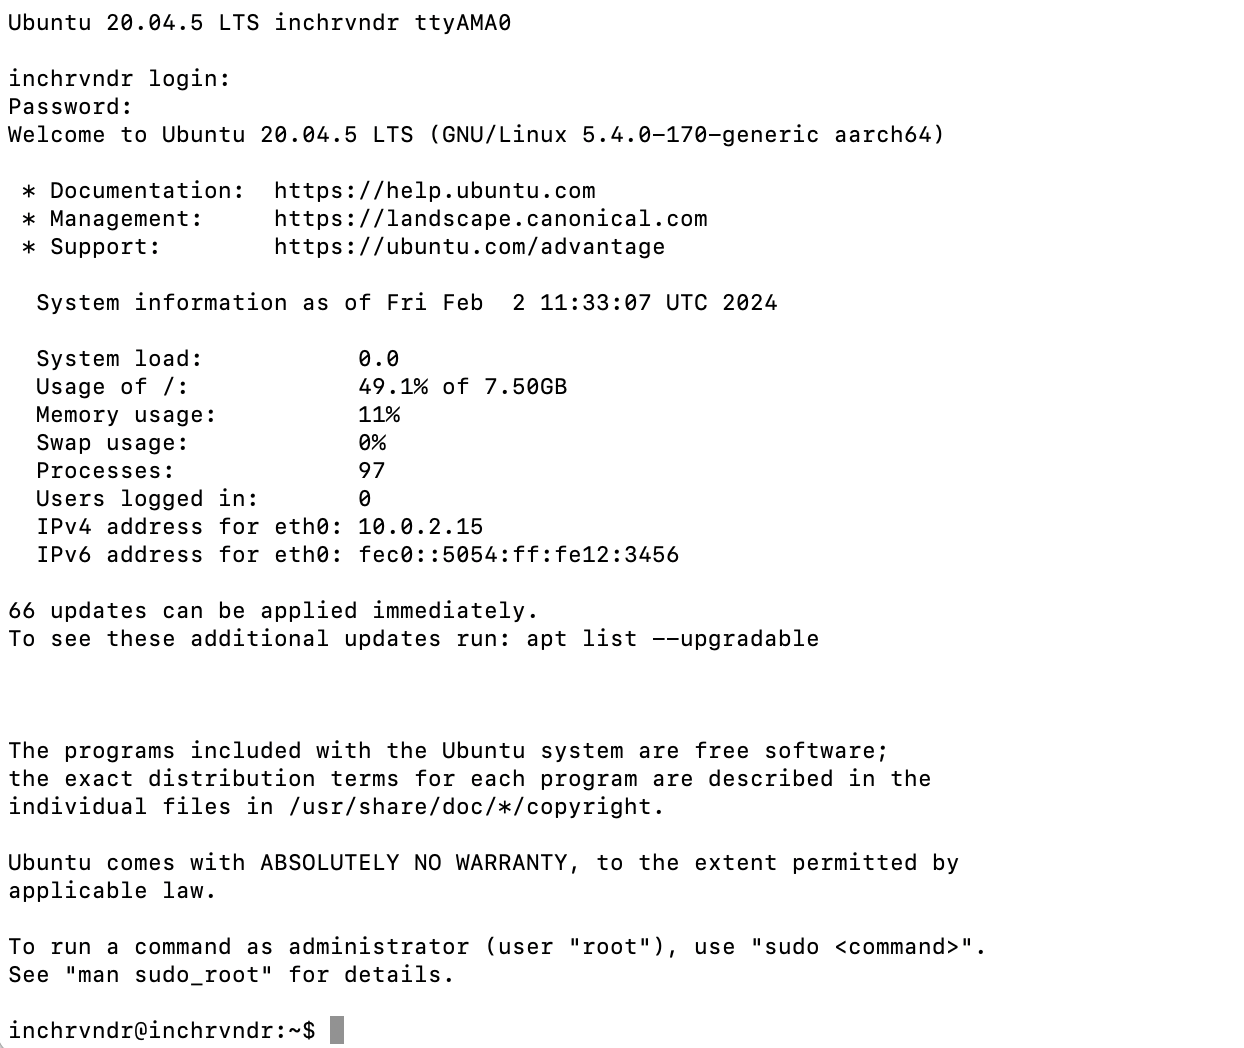 Ubuntu 20.04.5 LTS inchrvndr ttyAMA0
inchrvndr login:
Password:
Welcome to Ubuntu 20.04.5 LTS (GNU/Linux 5.4.0-170-generic aarch64)
* Documentation:  https://help.ubuntu.com
* Management:     https://landscape.canonical.com
* Support:        https://ubuntu.com/advantage
System information as of Fri Feb  2 11:33:07 UTC 2024
System load:           0.0
Usage of /:            49.1% of 7.50GB
Memory usage:          11%
Swap usage:            0%
Processes:             97
Users logged in:       0
IPv4 address for eth0: 10.0.2.15
IPv6 address for eth0: fec0::5054:ff:fe12:3456
66 updates can be applied immediately.
To see these additional updates run: apt list --upgradable
The programs included with the Ubuntu system are free software;
the exact distribution terms for each program are described in the
individual files in /usr/share/doc/*/copyright.
Ubuntu comes with ABSOLUTELY NO WARRANTY, to the extent permitted by
applicable law.
To run a command as administrator (user "root"), use "sudo <command>".
See "man sudo_root" for details.
inchrvndr@inchrvndr:~$